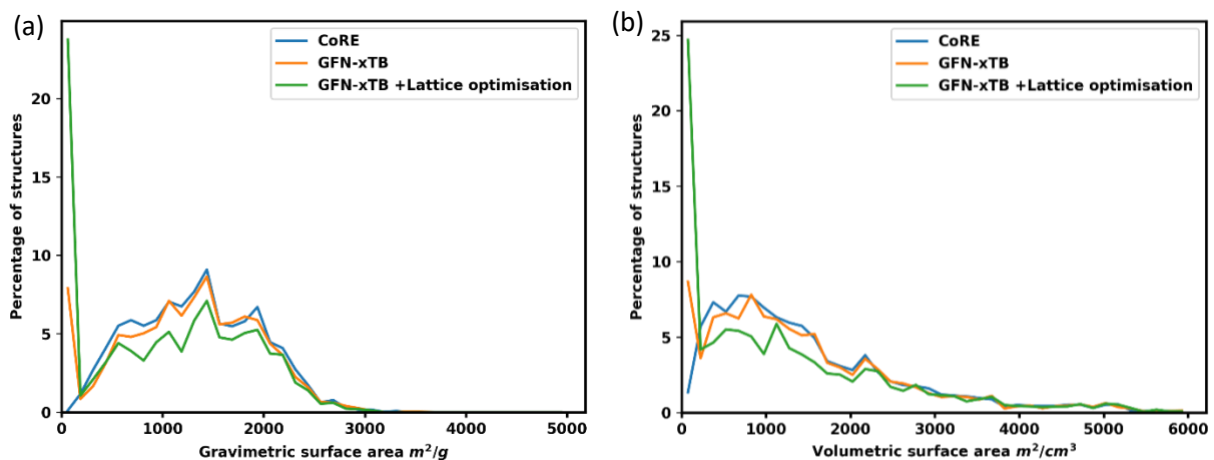 (a)
CoRE
GFN-xTB
GFN-xTB +Lattice optimisation
Percentage of structures
20
15
10
5
0
0 1000 2000 3000 4000 5000
Gravimetric surface area m²/g
(b)
CoRE
GFN-xTB
GFN-xTB +Lattice optimisation
Percentage of structures
25
20
15
10
5
0
0 1000 2000 3000 4000 5000 6000
Volumetric surface area m²/cm³